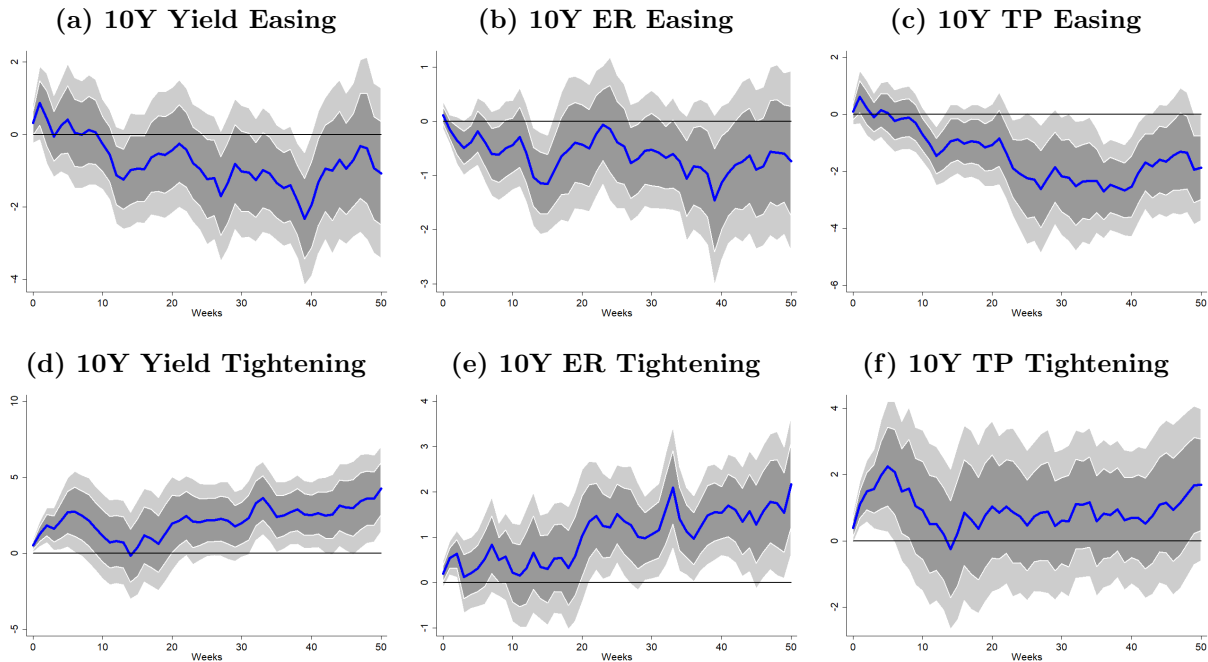 (a) 10Y Yield Easing
(b) 10Y ER Easing
(c) 10Y TP Easing
2
0
-2
-4
0 10 20 30 40 50
Weeks
1
0
-1
-2
-3
0 10 20 30 40 50
Weeks
2
0
-2
-4
-6
0 10 20 30 40 50
Weeks
(d) 10Y Yield Tightening
(e) 10Y ER Tightening
(f) 10Y TP Tightening
10
5
0
-5
0 10 20 30 40 50
Weeks
4
3
2
1
0
-1
0 10 20 30 40 50
Weeks
4
2
0
-2
0 10 20 30 40 50
Weeks